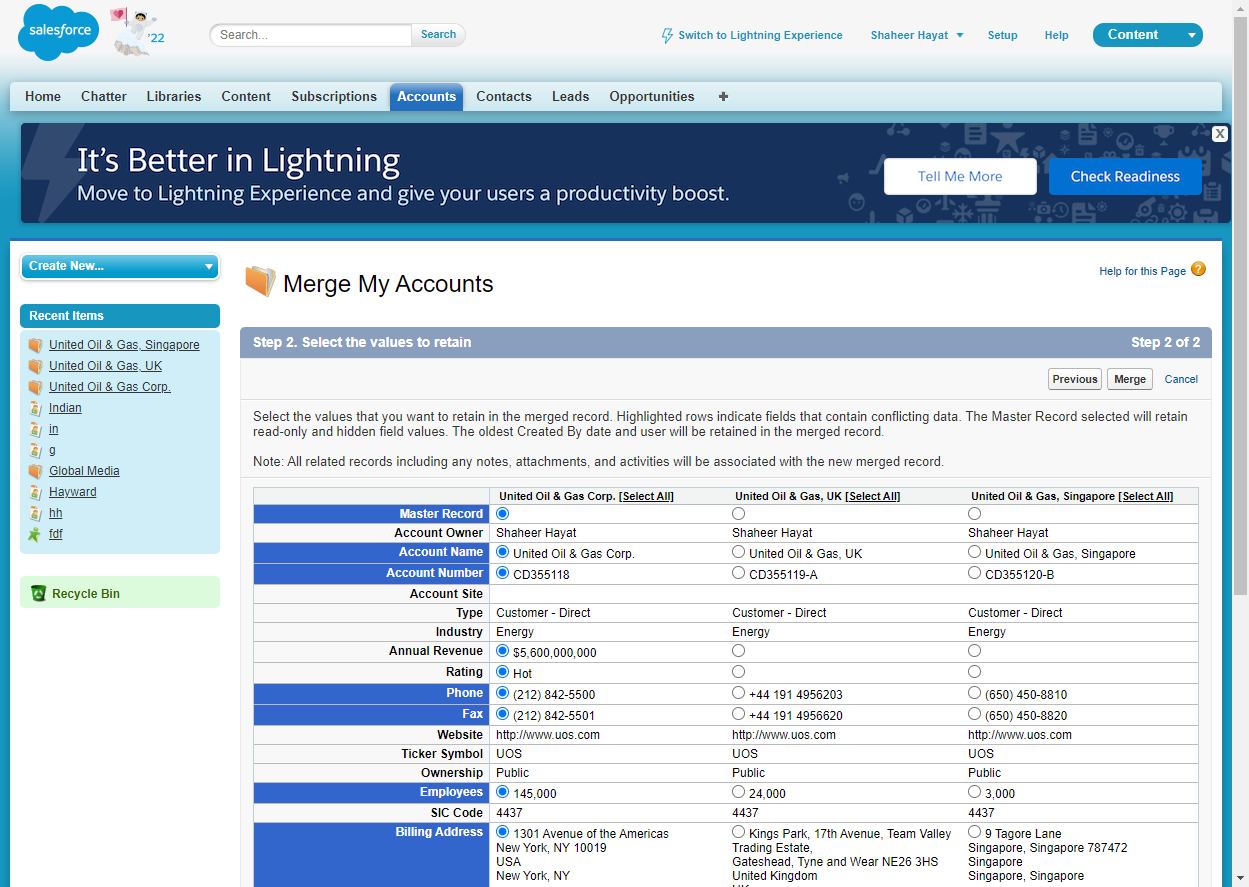 salesforce
'22
Search...
Search
Switch to Lightning Experience
Shaheer Hayat
Setup
Help
Content
Home Chatter Libraries Content Subscriptions Accounts Contacts Leads Opportunities +
It's Better in Lightning
Move to Lightning Experience and give your users a productivity boost.
Tell Me More
Check Readiness
X
Create New...
Recent Items
United Oil & Gas, Singapore
United Oil & Gas, UK
United Oil & Gas Corp.
Indian
in
g
Global Media
Hayward
hh
fdf
Recycle Bin
Merge My Accounts
Help for this Page ?
Step 2. Select the values to retain Step 2 of 2
Previous Merge Cancel
Select the values that you want to retain in the merged record. Highlighted rows indicate fields that contain conflicting data. The Master Record selected will retain
read-only and hidden field values. The oldest Created By date and user will be retained in the merged record.
Note: All related records including any notes, attachments, and activities will be associated with the new merged record.
United Oil & Gas Corp. [Select All] United Oil & Gas, UK [Select All] United Oil & Gas, Singapore [Select All]
Master Record
Account Owner Shaheer Hayat Shaheer Hayat Shaheer Hayat
Account Name United Oil & Gas Corp. United Oil & Gas, UK United Oil & Gas, Singapore
Account Number CD355118 CD355119-A CD355120-B
Account Site
Type Customer - Direct Customer - Direct Customer - Direct
Industry Energy Energy Energy
Annual Revenue $5,600,000,000
Rating Hot
Phone (212) 842-5500 +44 191 4956203 (650) 450-8810
Fax (212) 842-5501 +44 191 4956620 (650) 450-8820
Website http://www.uos.com http://www.uos.com http://www.uos.com
Ticker Symbol UOS UOS UOS
Ownership Public Public Public
Employees 145,000 24,000 3,000
SIC Code 4437 4437 4437
Billing Address 1301 Avenue of the Americas Kings Park, 17th Avenue, Team Valley 9 Tagore Lane
New York, NY 10019 Trading Estate, Singapore, Singapore 787472
USA Gateshead, Tyne and Wear NE26 3HS Singapore
New York, NY United Kingdom Singapore, Singapore